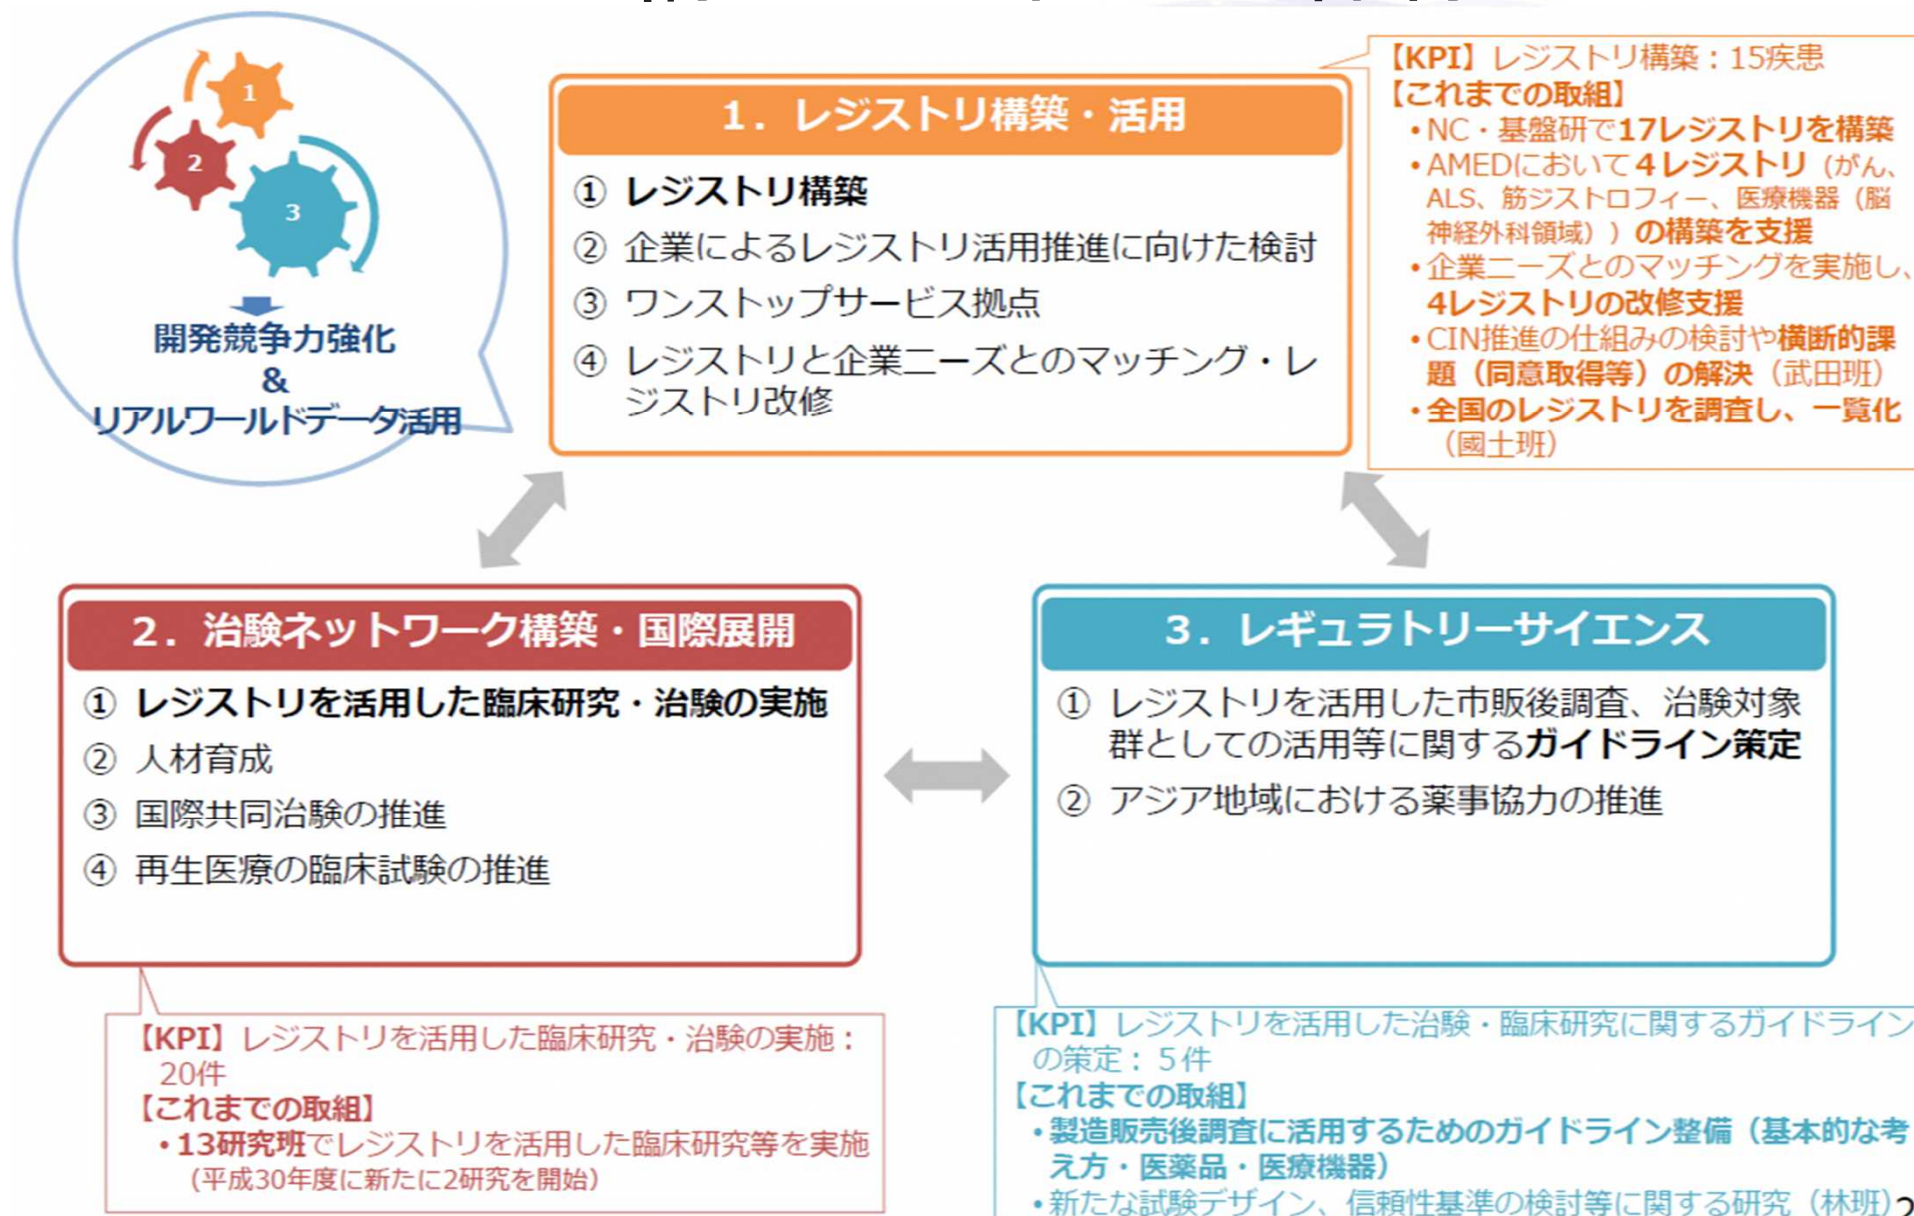 1
2
3
開発競争力強化
&
リアルワールドデータ活用
1．レジストリ構築・活用
① レジストリ構築
② 企業によるレジストリ活用推進に向けた検討
③ ワンストップサービス拠点
④ レジストリと企業ニーズとのマッチング・レ
ジストリ改修
【KPI】レジストリ構築：15疾患
【これまでの取組】
・NC・基盤研で17レジストリを構築
・AMEDにおいて４レジストリ（がん、
ALS、筋ジストロフィー、医療機器（脳
神経外科領域））の構築を支援
・企業ニーズとのマッチングを実施し、
4レジストリの改修支援
・CIN推進の仕組みの検討や横断的課
題（同意取得等）の解決（武田班）
・全国のレジストリを調査し、一覧化
（國土班）
2．治験ネットワーク構築・国際展開
① レジストリを活用した臨床研究・治験の実施
② 人材育成
③ 国際共同治験の推進
④ 再生医療の臨床試験の推進
3．レギュラトリーサイエンス
① レジストリを活用した市販後調査、治験対象
群としての活用等に関するガイドライン策定
② アジア地域における薬事協力の推進
【KPI】レジストリを活用した臨床研究・治験の実施：
20件
【これまでの取組】
・13研究班でレジストリを活用した臨床研究等を実施
（平成30年度に新たに2研究を開始）
【KPI】レジストリを活用した治験・臨床研究に関するガイドライン
の策定：５件
【これまでの取組】
・製造販売後調査に活用するためのガイドライン整備（基本的な考
え方・医薬品・医療機器）
・新たな試験デザイン、信頼性基準の検討等に関する研究（林班）